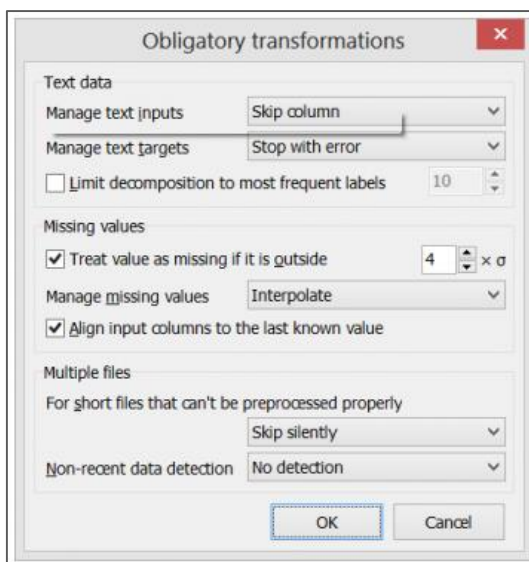 Obligatory transformations
Text data
Manage text inputs Skip column
Manage text targets Stop with error
Limit decomposition to most frequent labels 10
Missing values
Treat value as missing if it is outside 4 × σ
Manage missing values Interpolate
Align input columns to the last known value
Multiple files
For short files that can't be preprocessed properly
Skip silently
Non-recent data detection No detection
OK Cancel